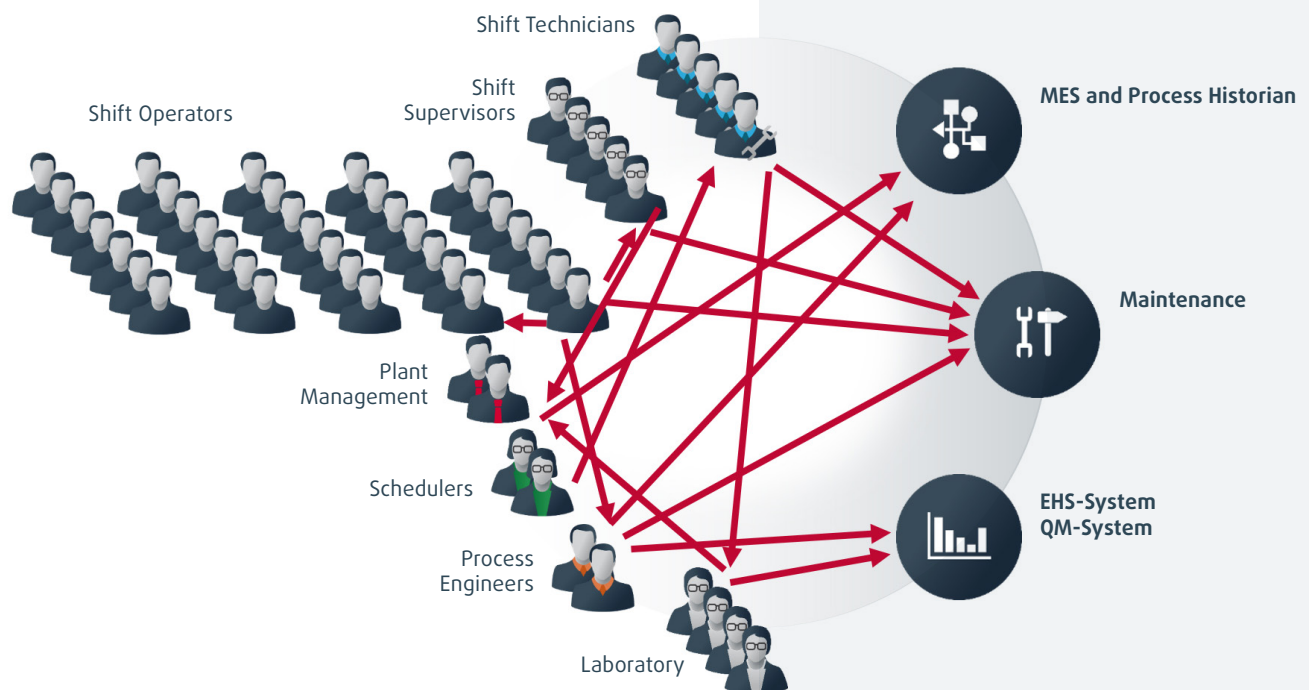 Shift Technicians
Shift
Supervisors
Shift Operators
MES and Process Historian
Maintenance
Plant
Management
Schedulers
EHS-System
QM-System
Process
Engineers
Laboratory